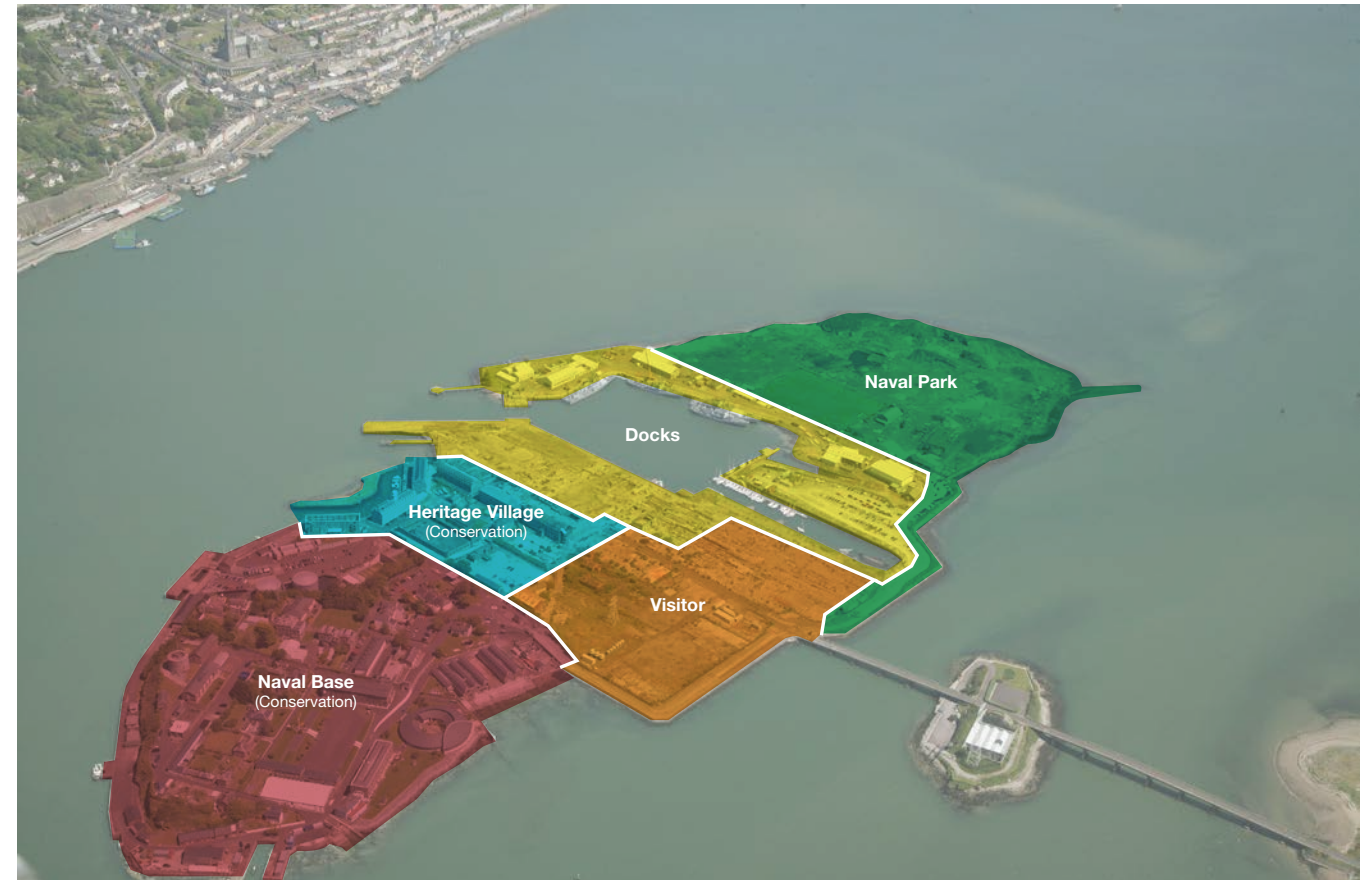 Naval Park
Docks
Heritage Village
(Conservation)
Visitor
Naval Base
(Conservation)